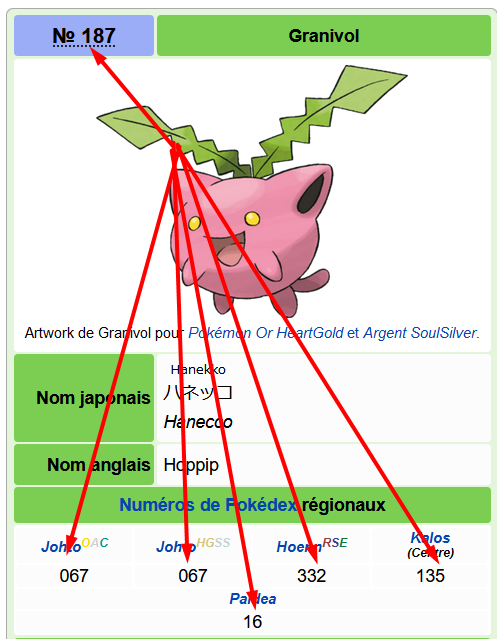 № 187
Granivol
Artwork de Granivol pour Pokémon Or HeartGold et Argent SoulSilver.
Nom japonais
Hanekko
ハネッコ
Hanecco
Nom anglais
Hoppip
Numéros de Pokédex régionaux
Johto OAC
Johto HGSS
Hoenn RSE
Kalos
(Centre)
067
067
332
135
Paldea
16